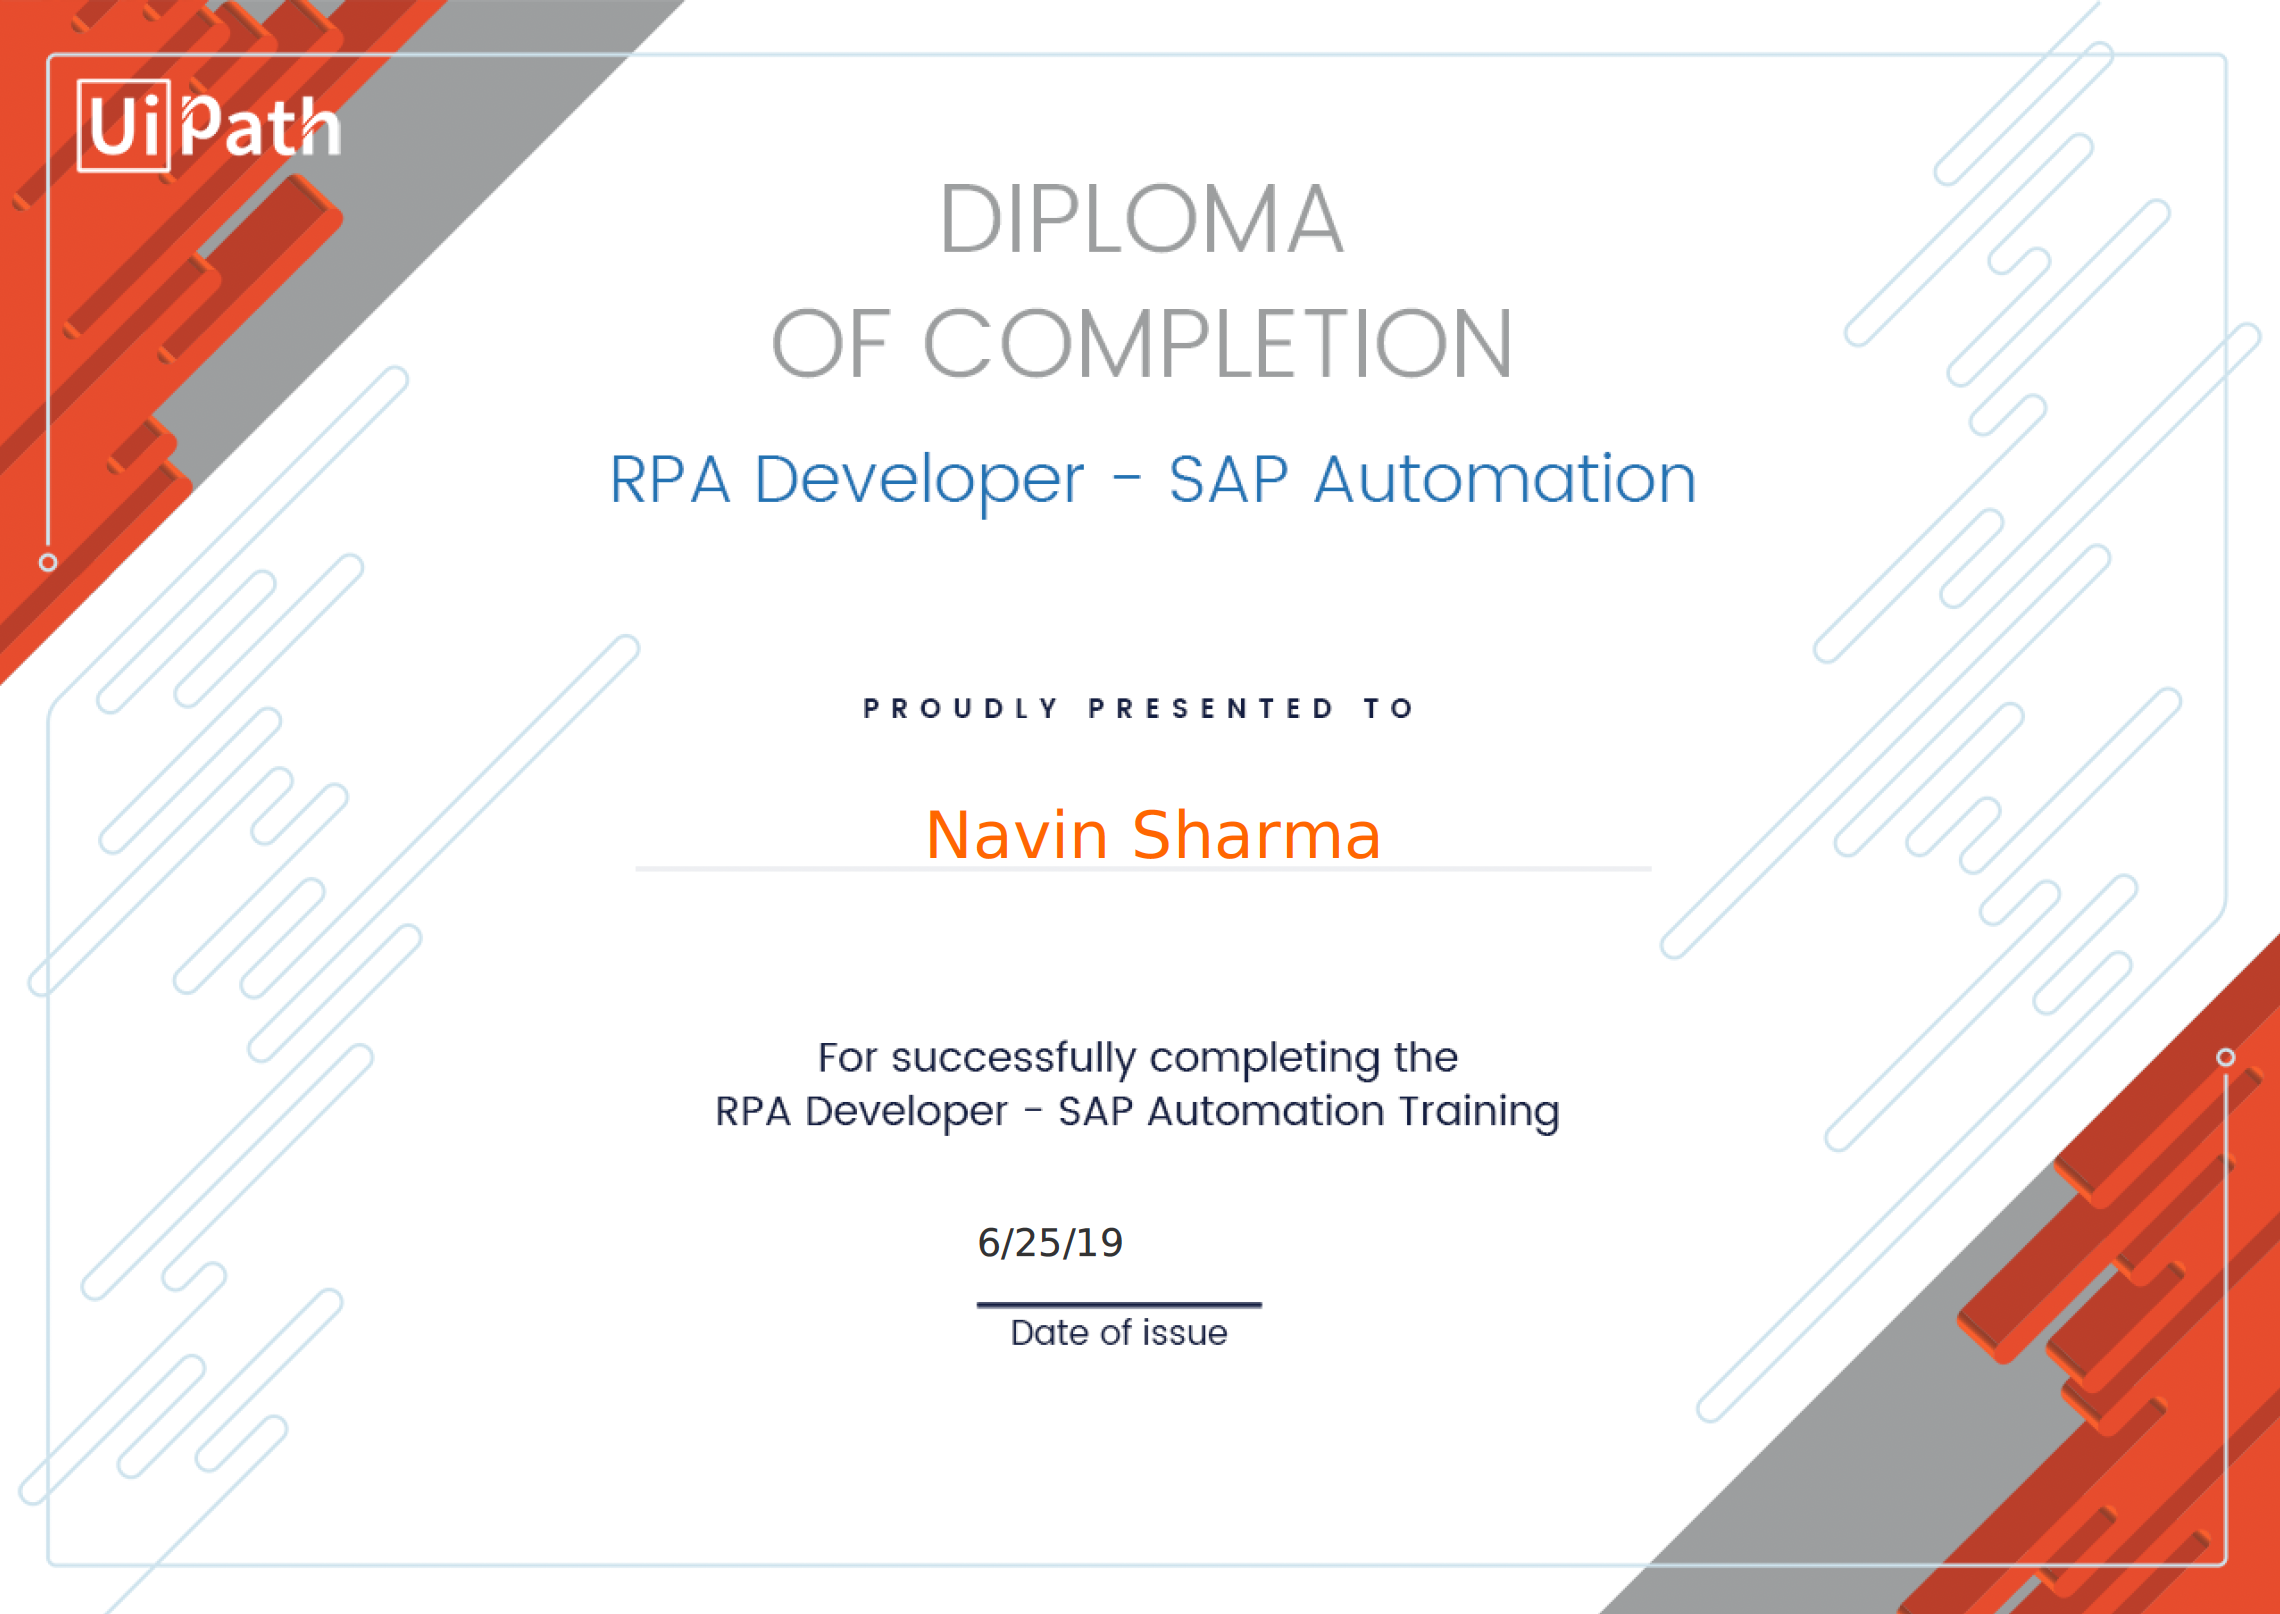 UiPath
DIPLOMA
OF COMPLETION
RPA Developer - SAP Automation
PROUDLY PRESENTED TO
Navin Sharma
For successfully completing the
RPA Developer - SAP Automation Training
6/25/19
Date of issue